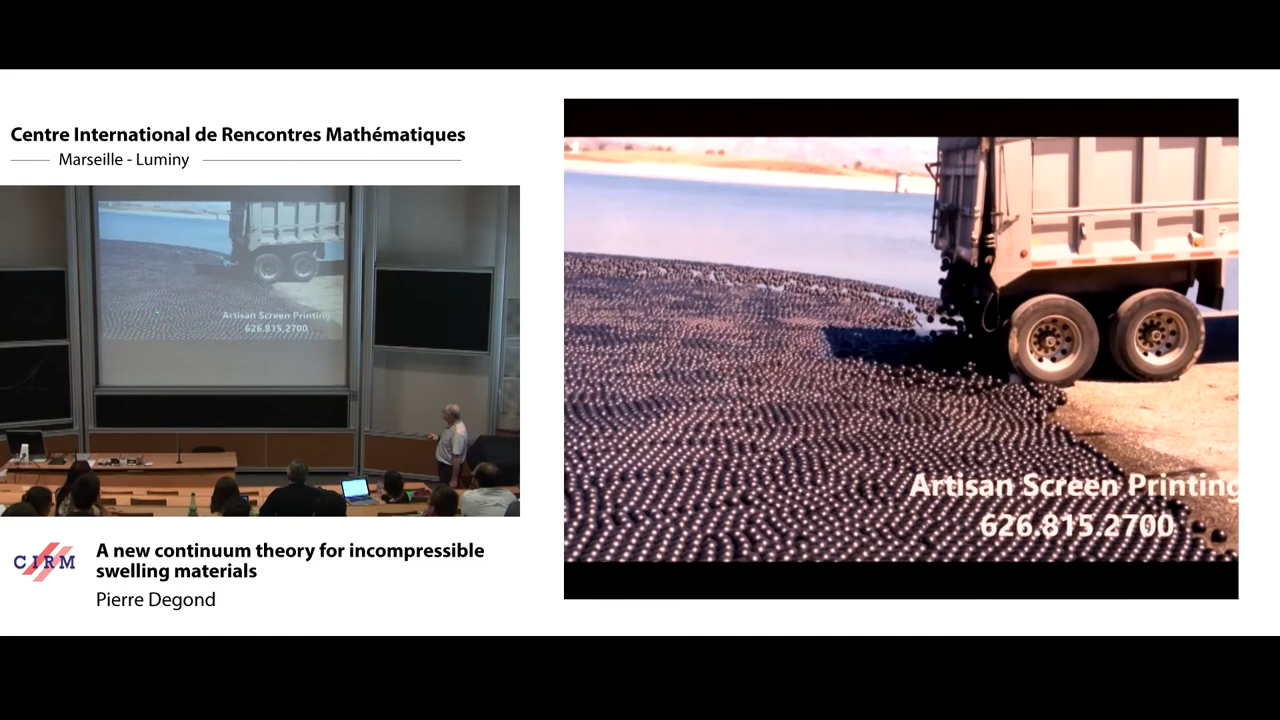 Centre International de Rencontres Mathématiques
Marseille - Luminy
Artisan Screen Printing
626.815.2700
CIRM
A new continuum theory for incompressible
swelling materials
Pierre Degond
Artisan Screen Printing
626.815.2700